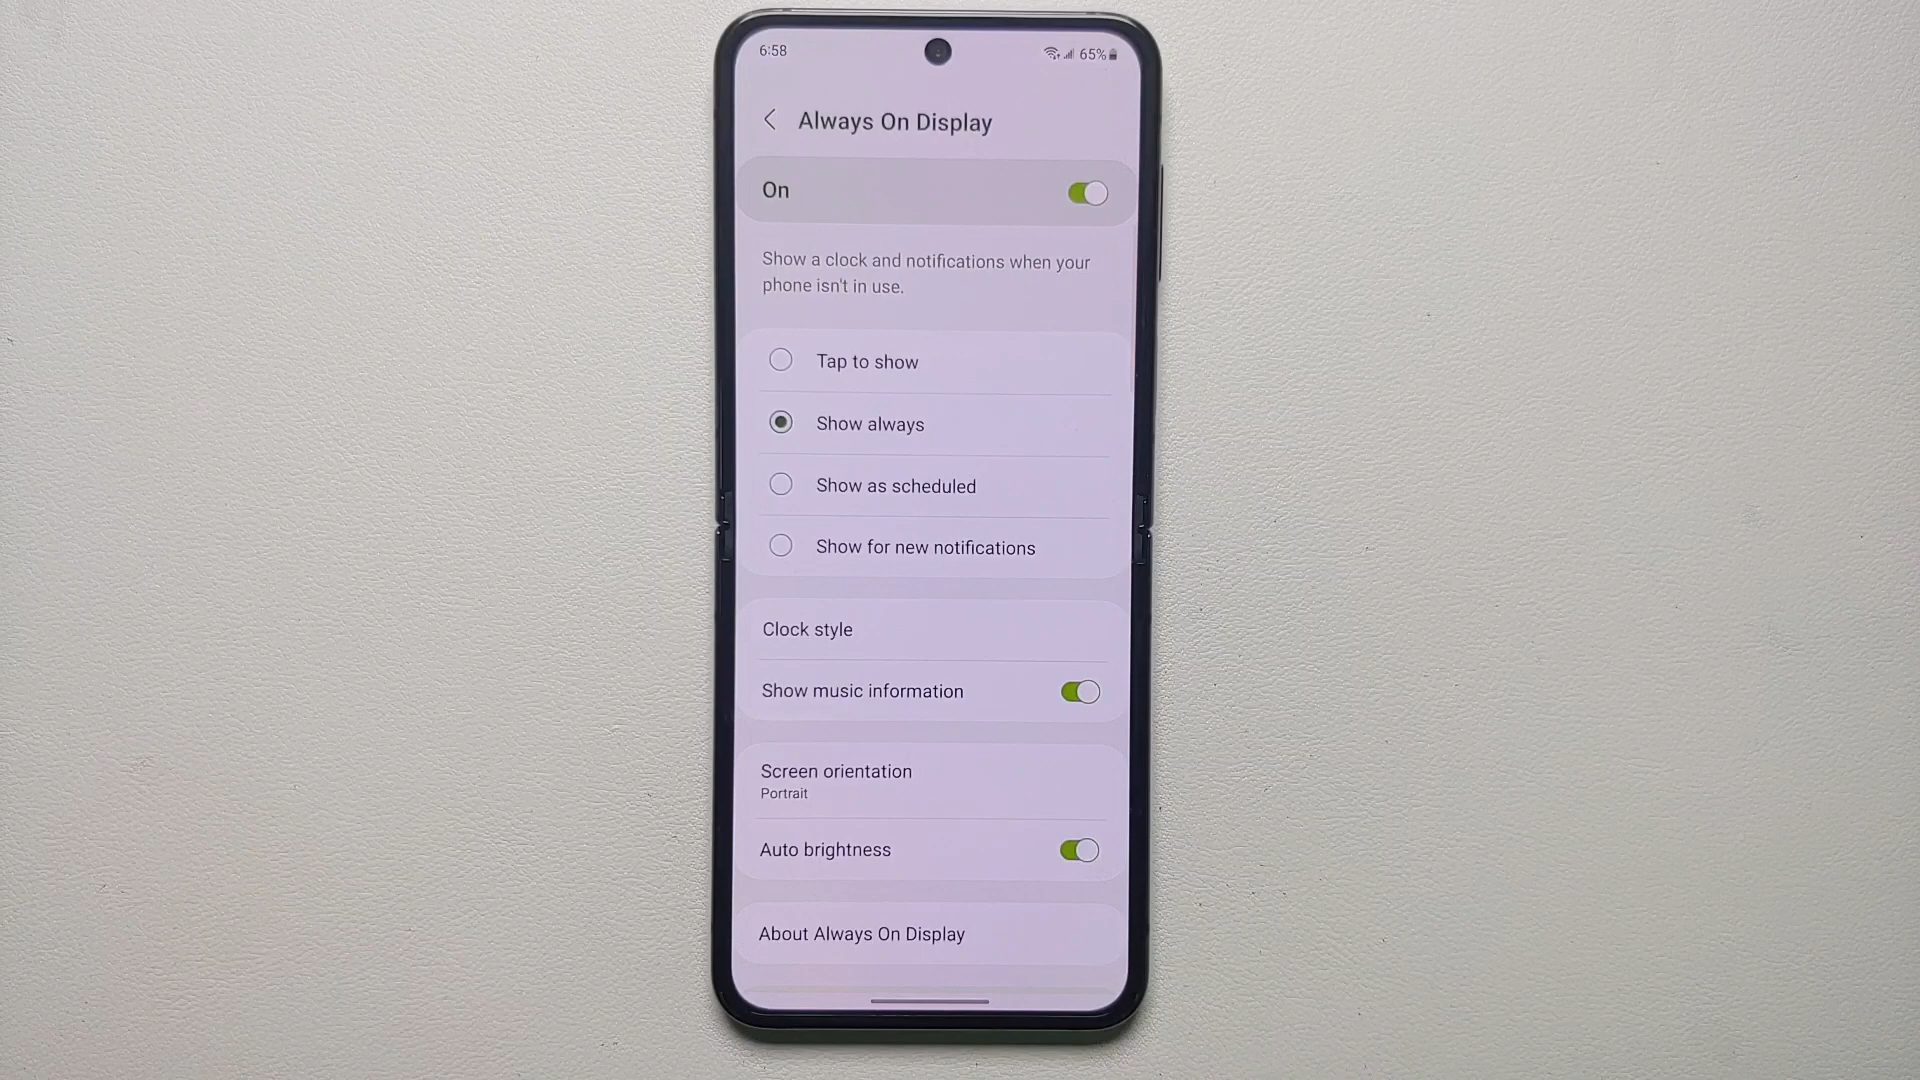 6:58
65%
Always On Display
On
Show a clock and notifications when your
phone isn't in use.
Tap to show
Show always
Show as scheduled
Show for new notifications
Clock style
Show music information
Screen orientation
Portrait
Auto brightness
About Always On Display